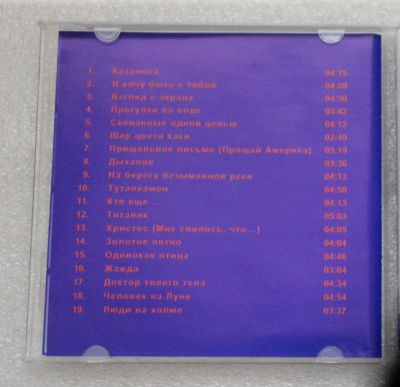 1. Казанова 04:15
2. Я хочу быть с тобой 04:20
3. Взгляд с экрана 04:30
4. Прогулки по воде 03:42
5. Скованные одной цепью 04:12
6. Шар цвета хаки 02:40
7. Прощальное письмо (Прощай Америка) 03:19
8. Дыхание 03:36
9. На берегу безымянной реки 04:13
10. Тутанхамон 04:50
11. Кто еще... 04:13
12. Титаник 05:03
13. Христос (Мне снилось, что...) 04:05
14. Золотое пятно 04:04
15. Одинокая птица 04:46
16. Жажда 03:04
17. Доктор твоего тела 04:34
18. Человек на Луне 04:54
19. Люди на холме 03:37